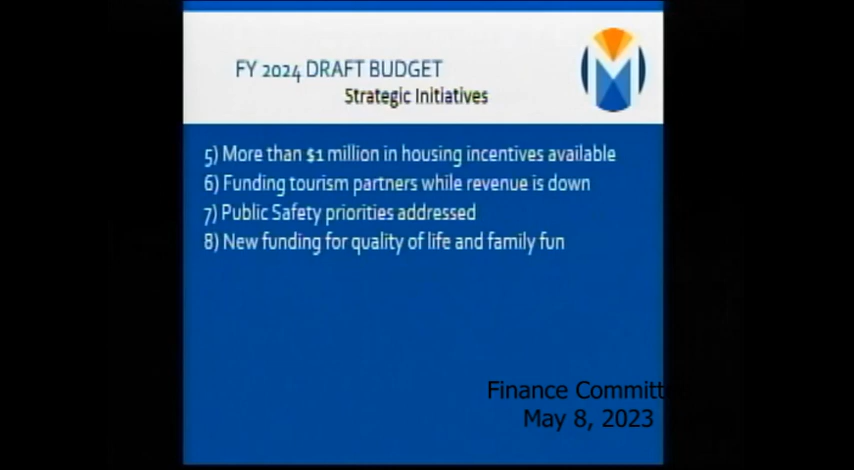 FY 2024 DRAFT BUDGET
Strategic Initiatives
5) More than $1 million in housing incentives available
6) Funding tourism partners while revenue is down
7) Public Safety priorities addressed
8) New funding for quality of life and family fun
Finance Committ
May 8, 2023